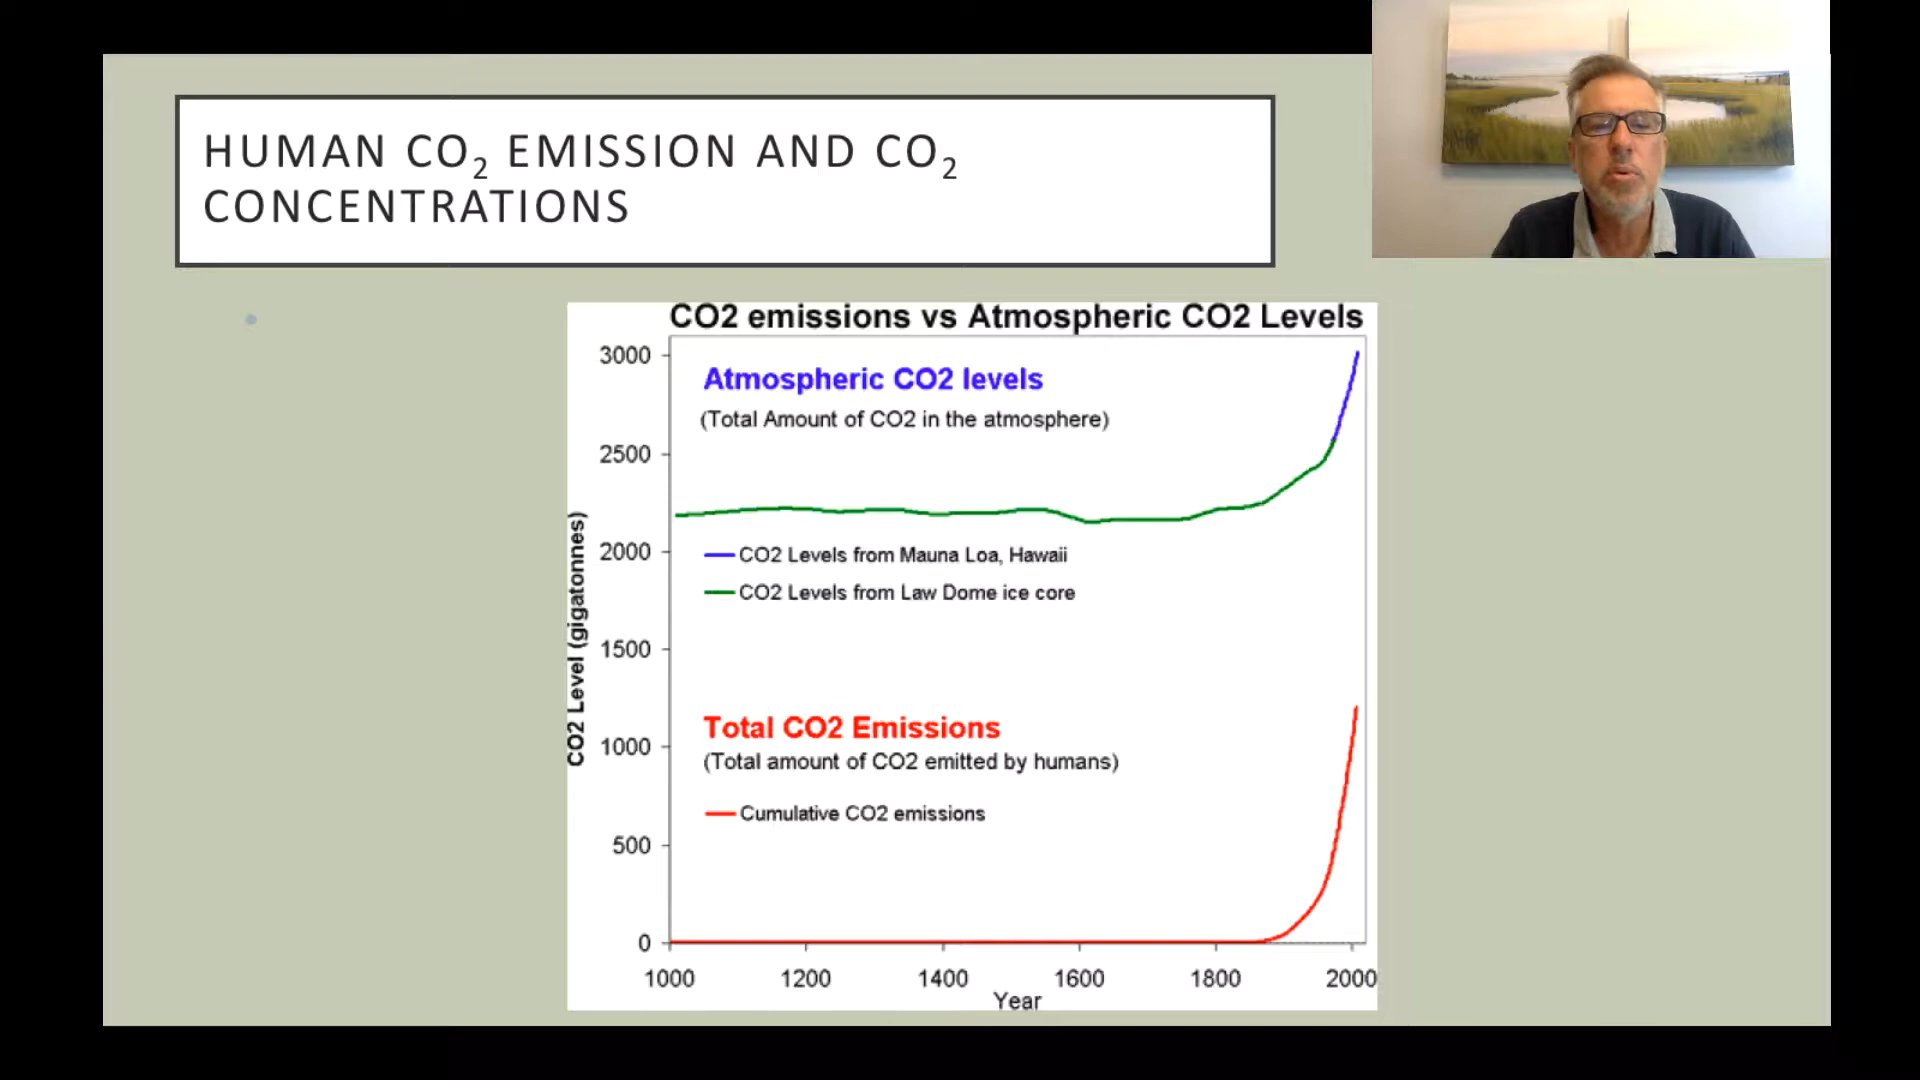 HUMAN CO2 EMISSION AND CO2
CONCENTRATIONS
CO2 emissions vs Atmospheric CO2 Levels
3000
Atmospheric CO2 levels
(Total Amount of CO2 in the atmosphere)
2500
2000
CO2 Levels from Mauna Loa, Hawaii
CO2 Levels from Law Dome ice core
CO2 Level (gigatonnes)
1500
Total CO2 Emissions
1000
(Total amount of CO2 emitted by humans)
Cumulative CO2 emissions
500
0
1000 1200 1400 1600 1800 2000
Year